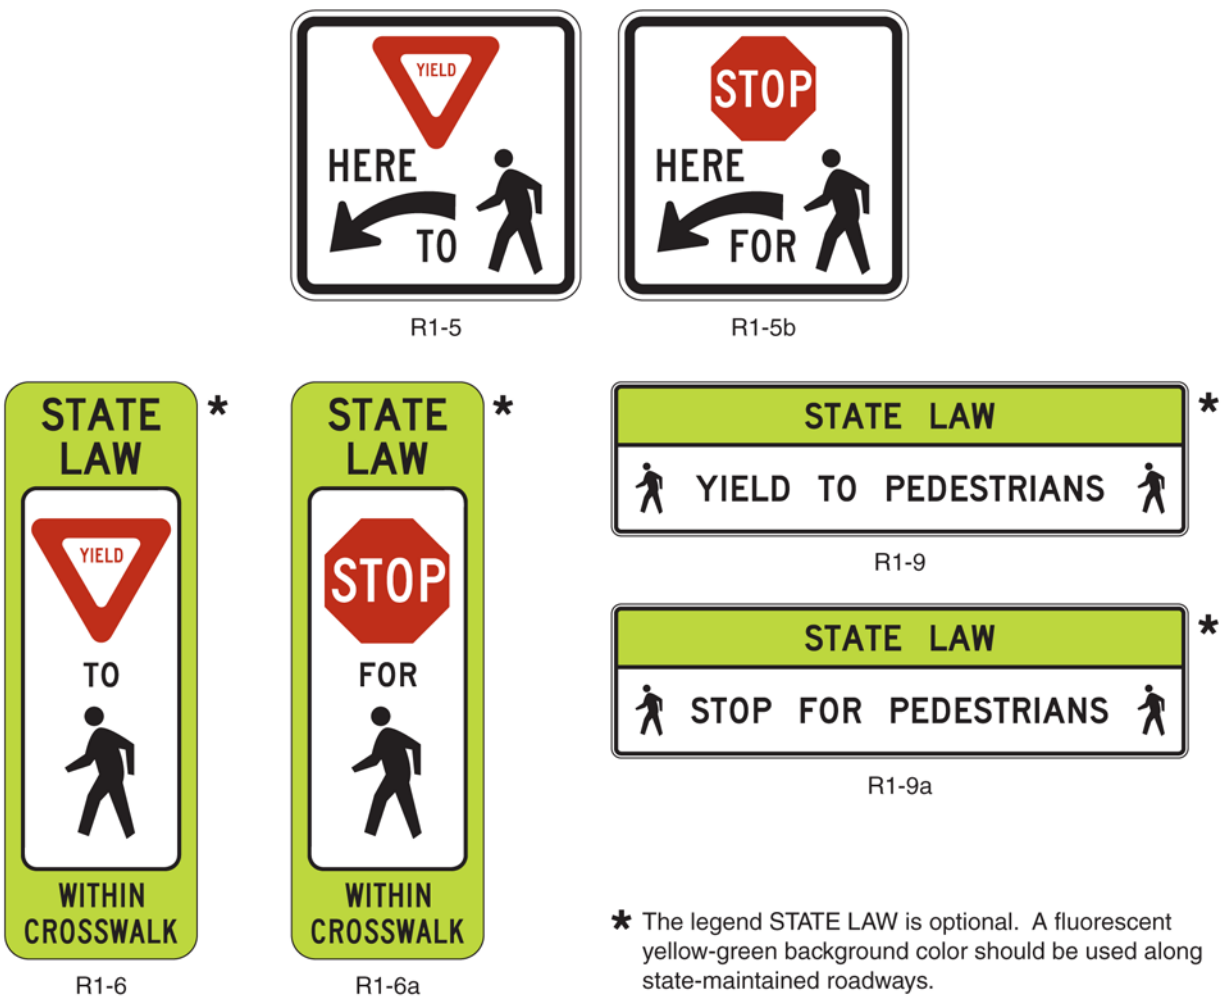 YIELD
HERE
TO
R1-5
STOP
HERE
FOR
R1-5b
STATE
LAW
*
YIELD
TO
WITHIN
CROSSWALK
R1-6
STATE
LAW
*
STOP
FOR
WITHIN
CROSSWALK
R1-6a
STATE LAW
*
YIELD TO PEDESTRIANS
R1-9
STATE LAW
*
STOP FOR PEDESTRIANS
R1-9a
* The legend STATE LAW is optional. A fluorescent
yellow-green background color should be used along
state-maintained roadways.